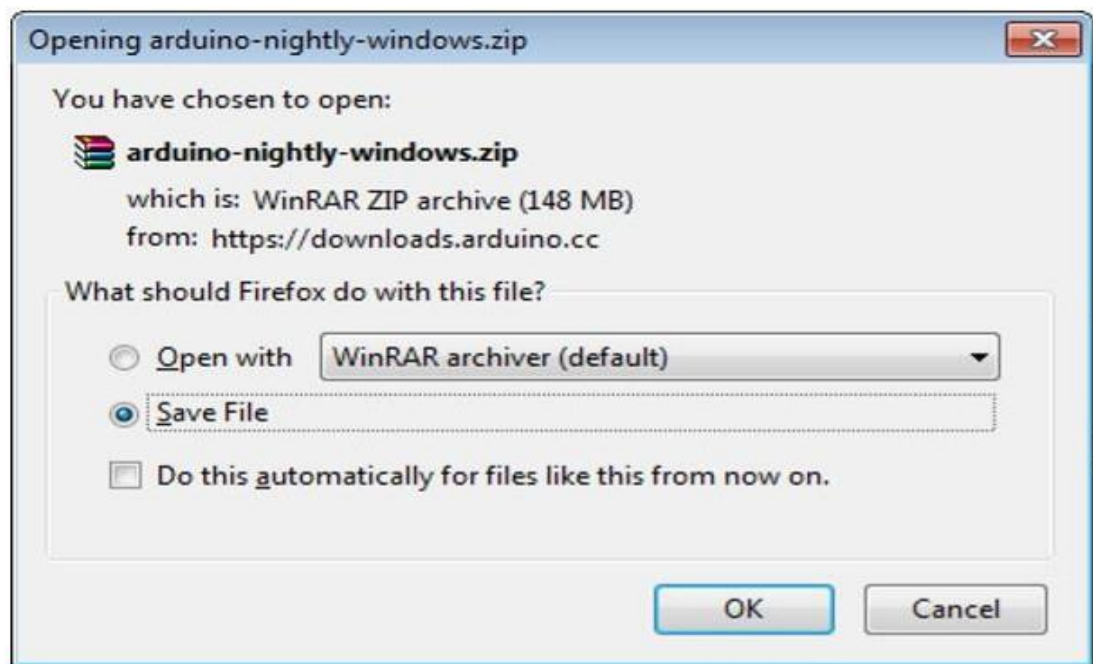 Opening arduino-nightly-windows.zip
You have chosen to open:
arduino-nightly-windows.zip
which is: WinRAR ZIP archive (148 MB)
from: https://downloads.arduino.cc
What should Firefox do with this file?
Open with WinRAR archiver (default)
Save File
Do this automatically for files like this from now on.
OK Cancel